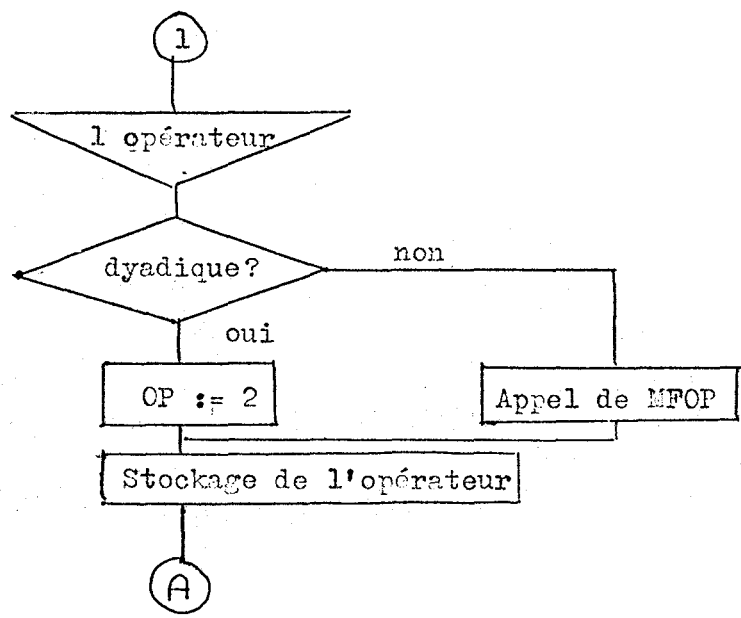 1
1 opérateur
dyadique?
non
oui
OP := 2
Appel de MFOP
Stockage de l'opérateur
A